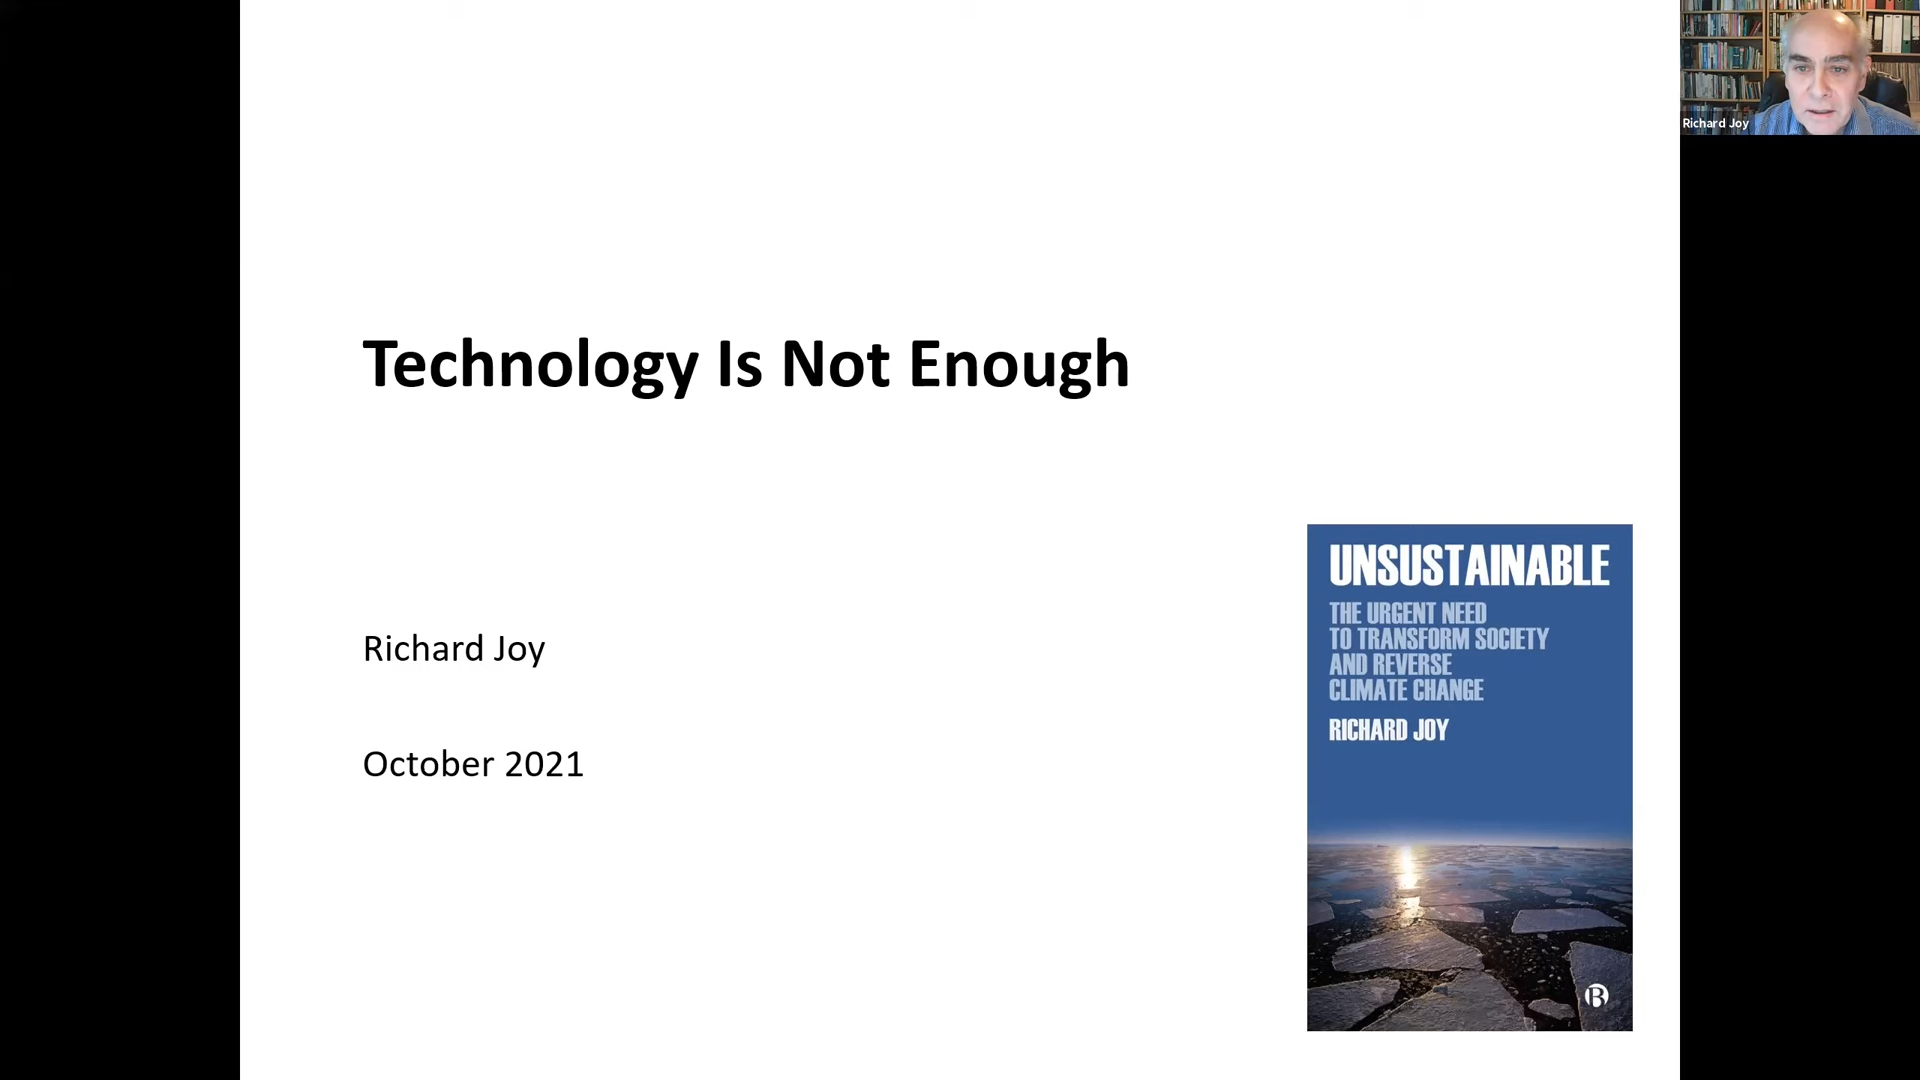 Richard Joy
Technology Is Not Enough
Richard Joy
October 2021
UNSUSTAINABLE
THE URGENT NEED
TO TRANSFORM SOCIETY
AND REVERSE
CLIMATE CHANGE
RICHARD JOY
B